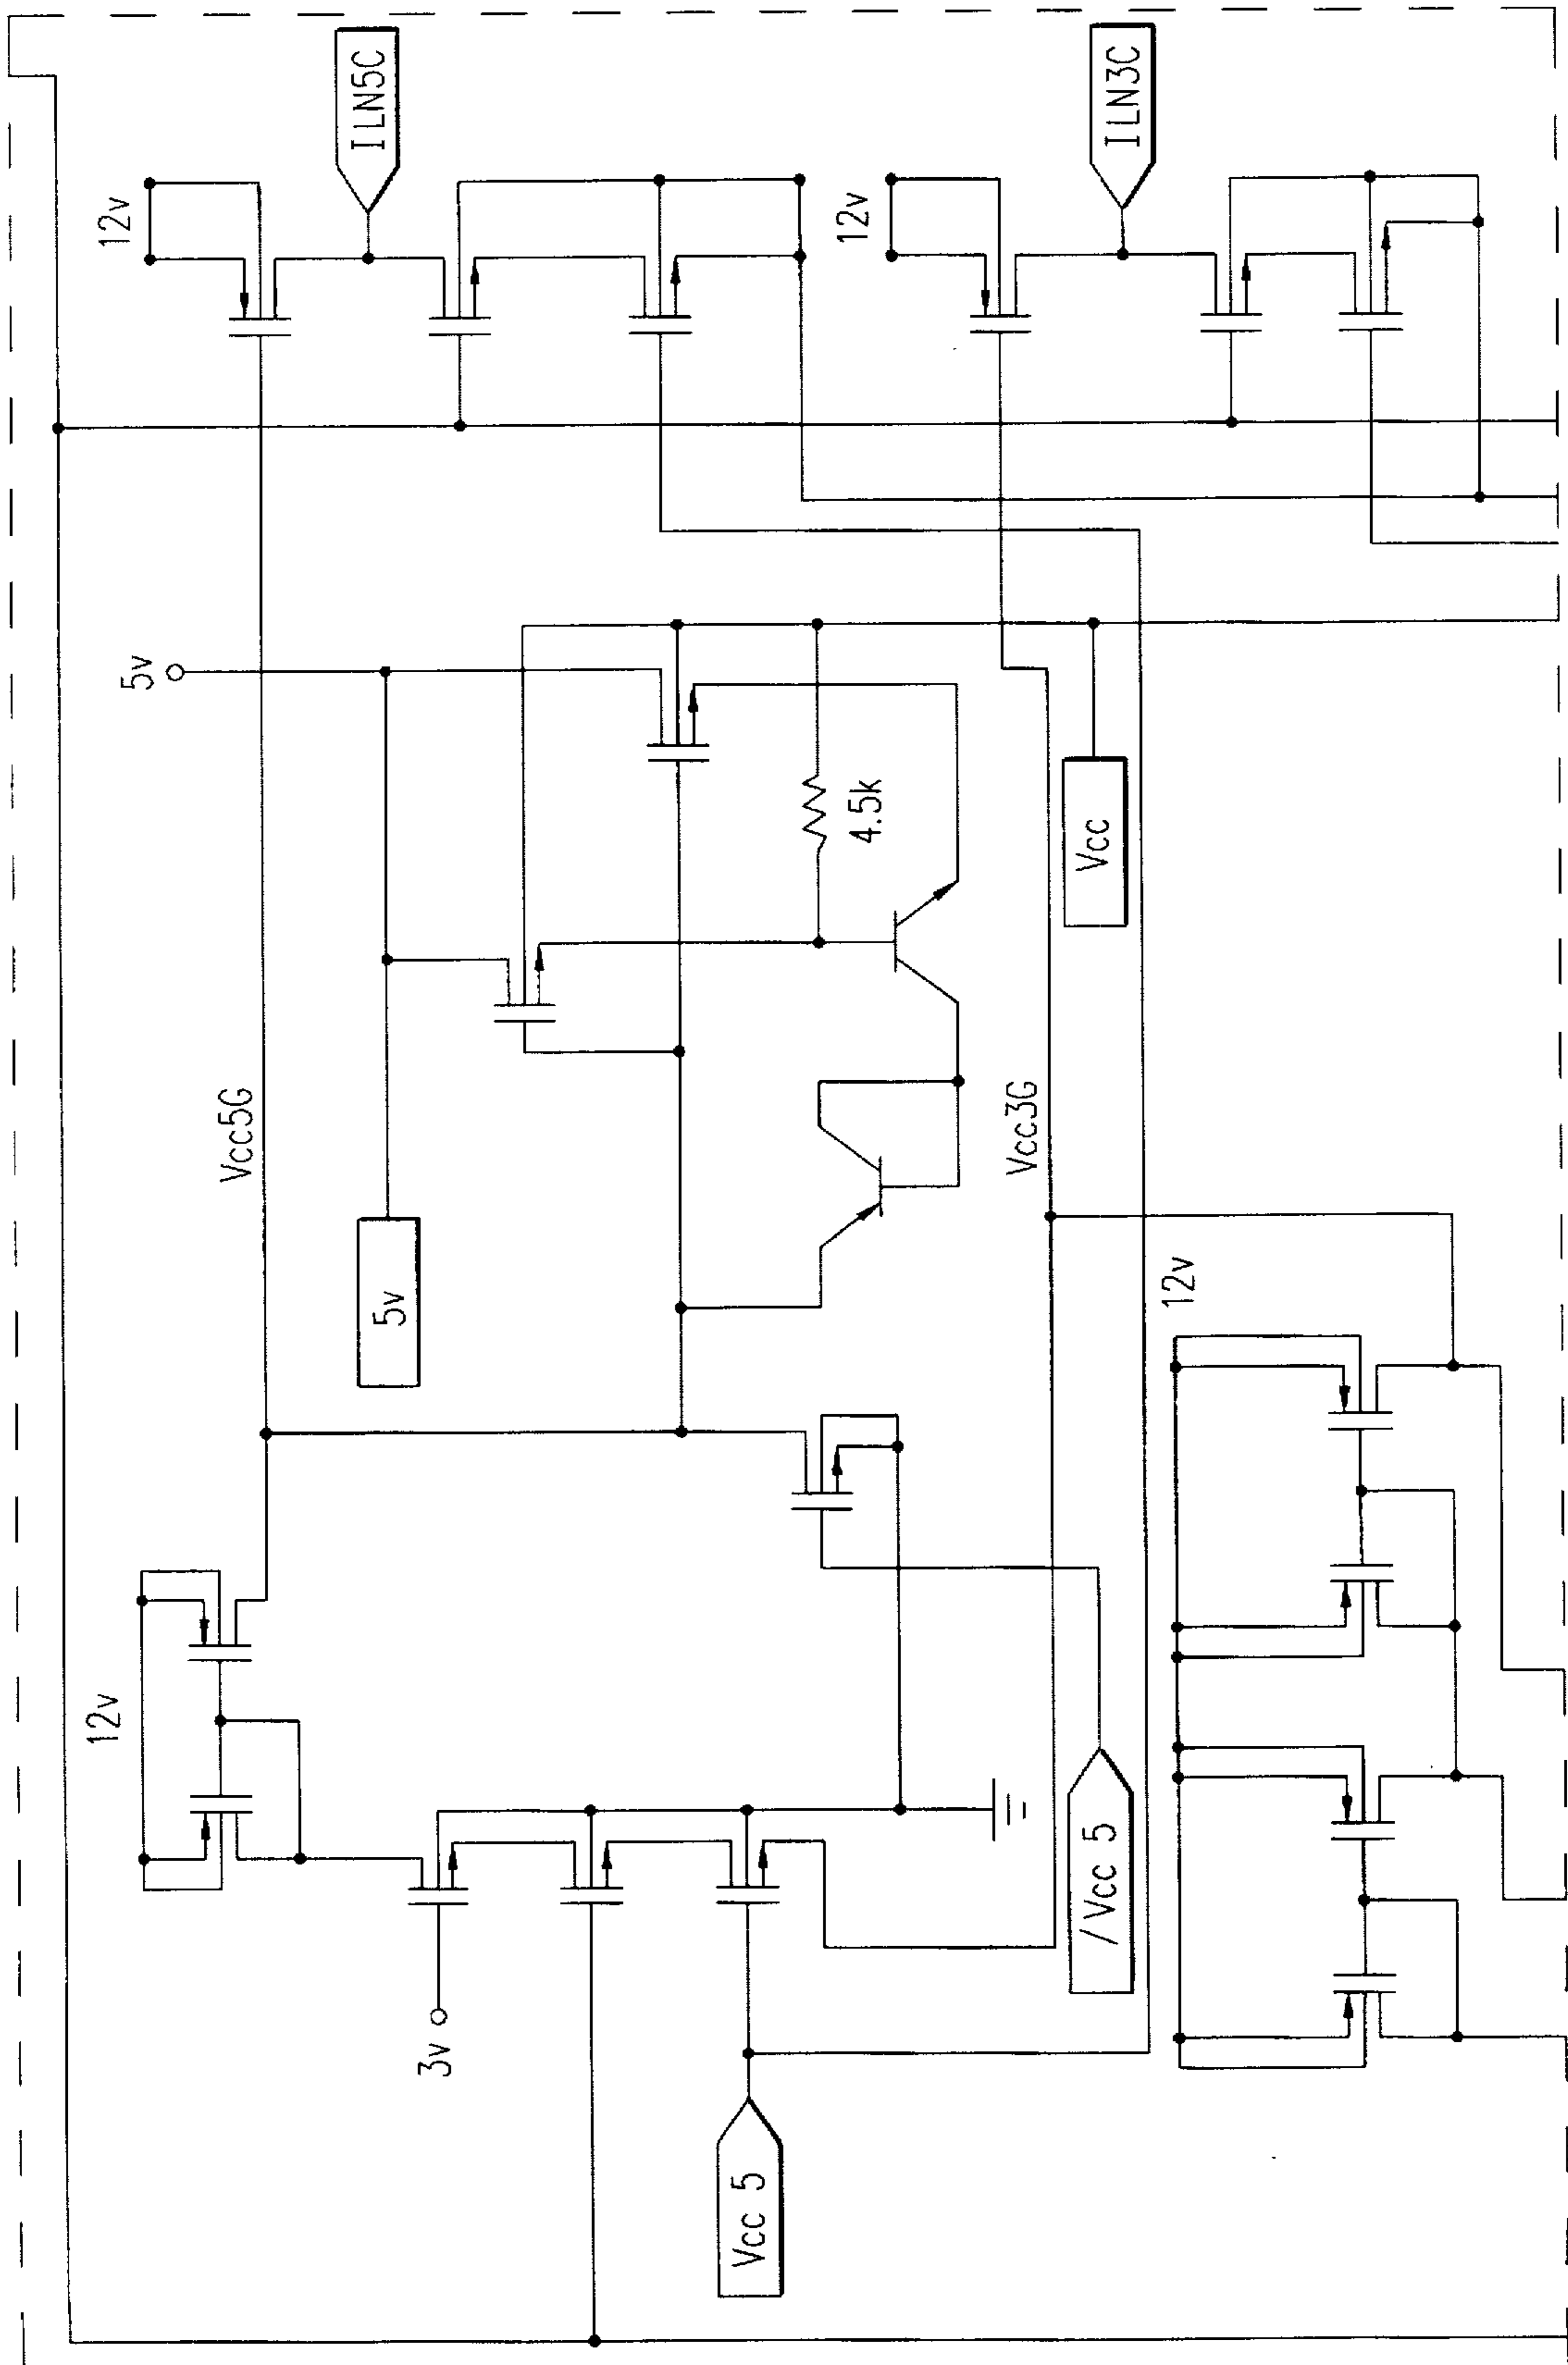 12v
ILN5C
12v
ILN3C
5v
4.5k
Vcc
Vcc5G
5v
Vcc3G
12v
12v
3v
/Vcc 5
Vcc 5